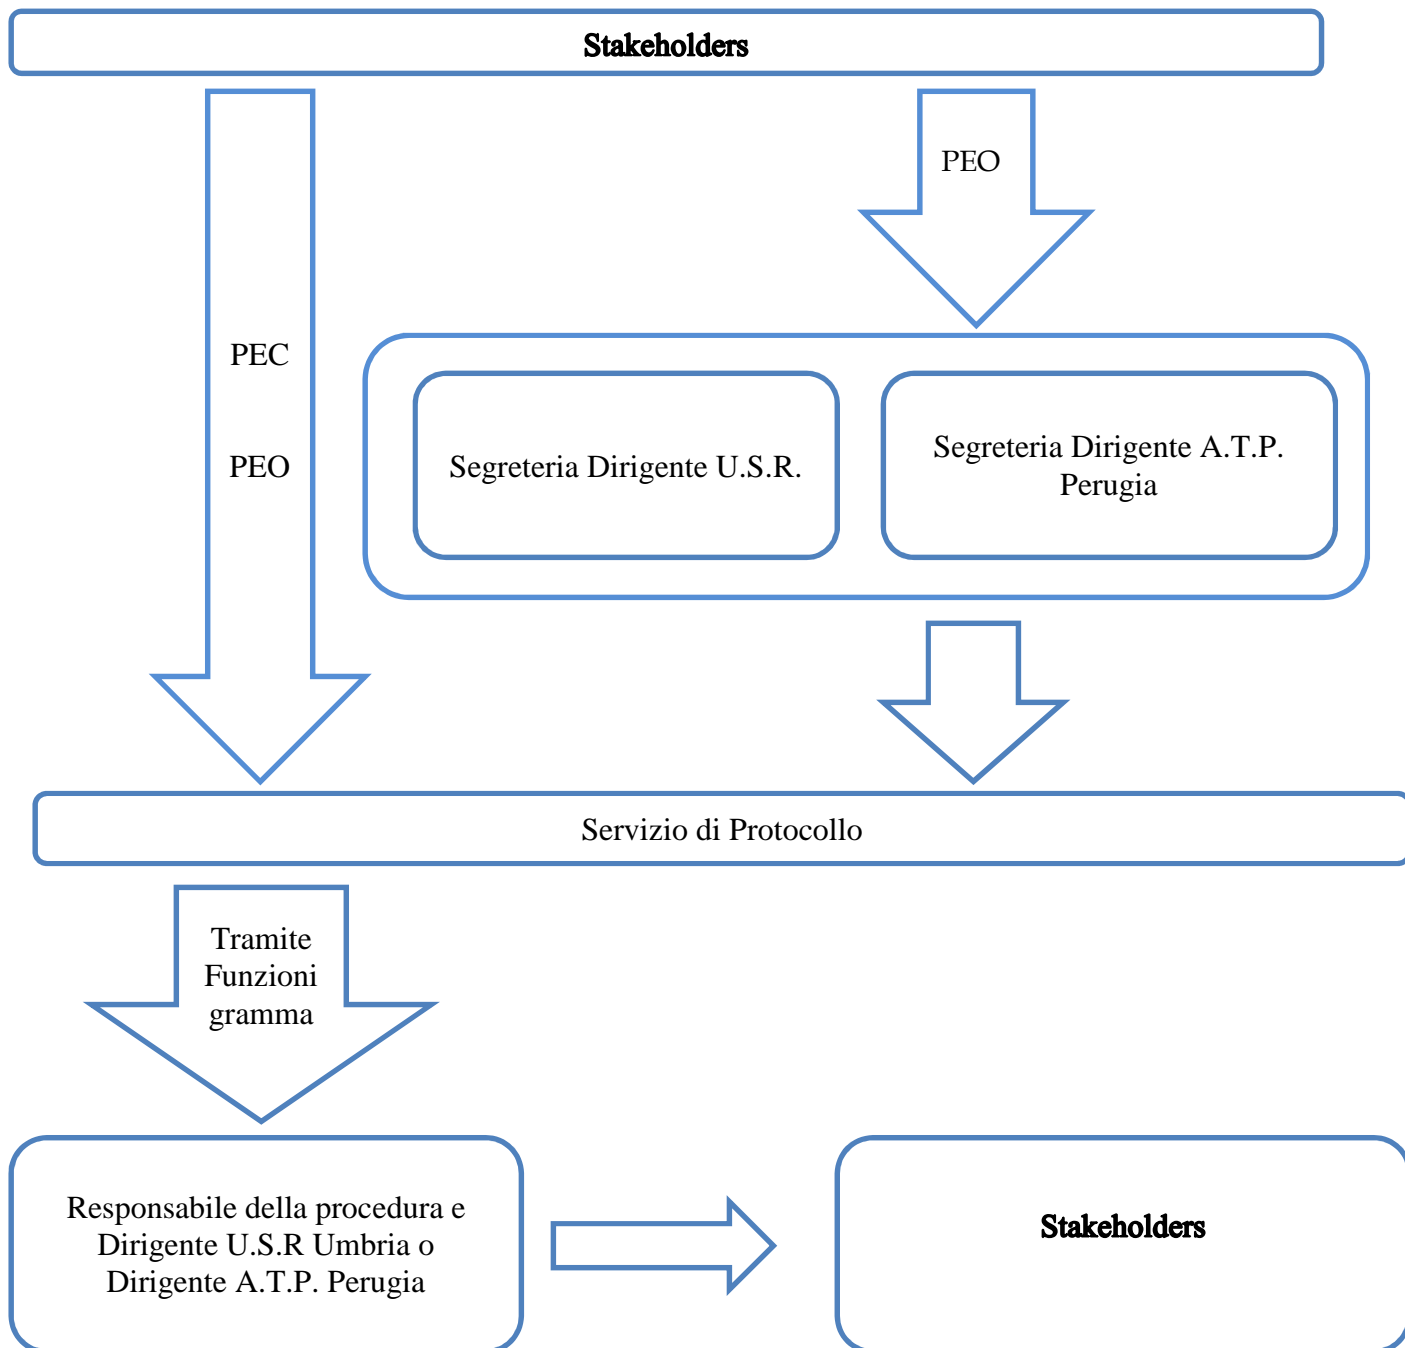 Stakeholders
PEO
PEC
PEO
Segreteria Dirigente U.S.R.
Segreteria Dirigente A.T.P.
Perugia
Servizio di Protocollo
Tramite
Funzioni
gramma
Responsabile della procedura e
Dirigente U.S.R Umbria o
Dirigente A.T.P. Perugia
Stakeholders